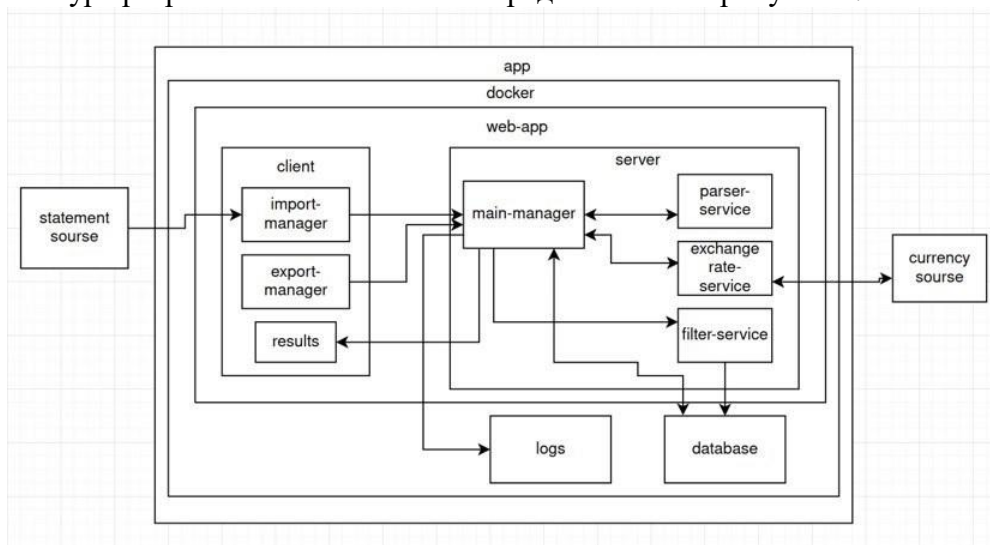 app
docker
web-app
client
server
statement
sourse
import-
manager
main-manager
parser-
service
export-
manager
exchange
rate-
service
currency
sourse
results
filter-service
logs
database